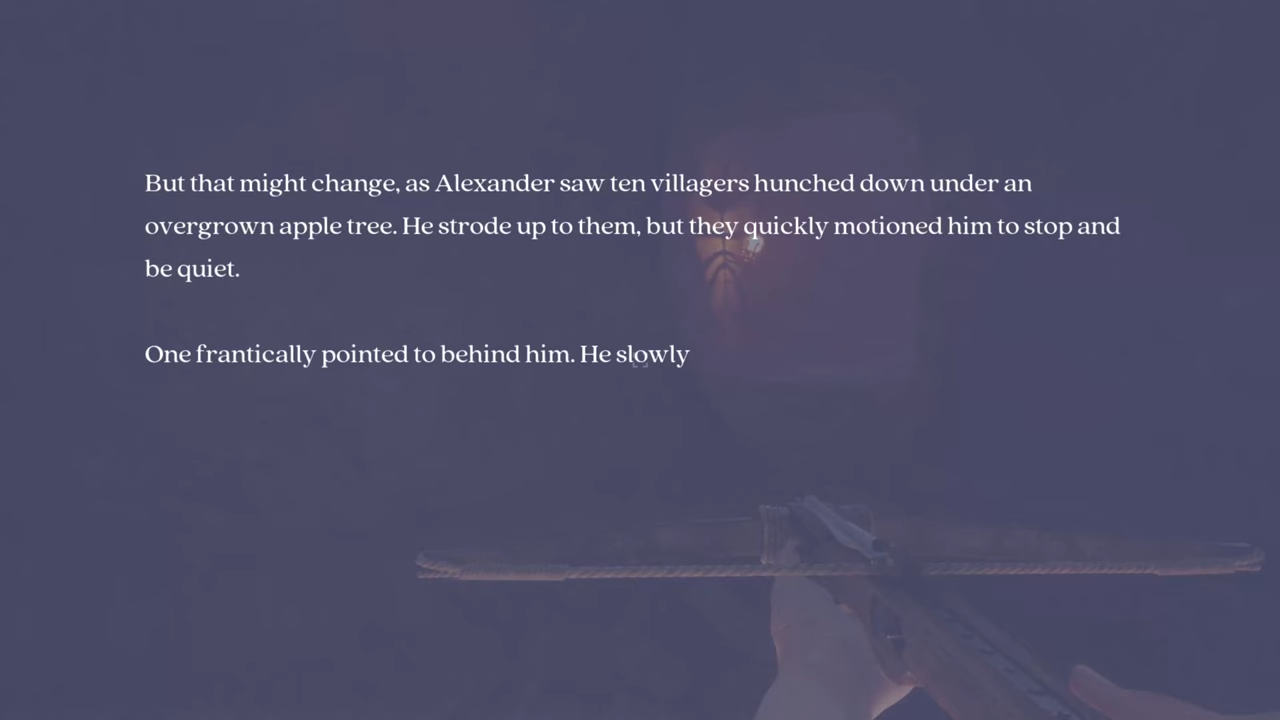 But that might change, as Alexander saw ten villagers hunched down under an
overgrown apple tree. He strode up to them, but they quickly motioned him to stop and
be quiet.
One frantically pointed to behind him. He slowly